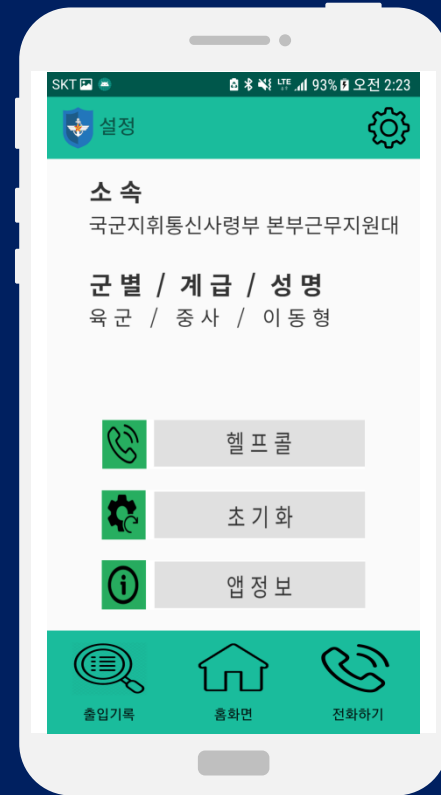 SKT LTE 93% 오전 2:23
설정
소 속
국군지휘통신사령부 본부근무지원대
군 별 / 계 급 / 성 명
육 군 / 중 사 / 이 동 형
헬 프 콜
초 기 화
앱 정 보
출입기록 홈화면 전화하기